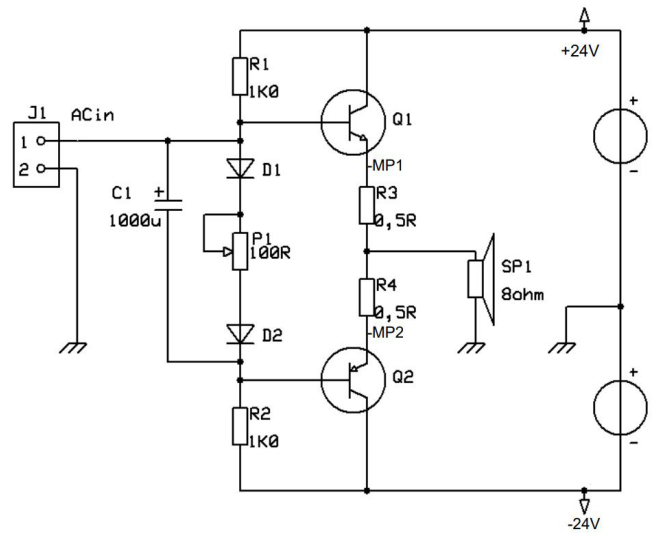 +24V
R1
1K0
J1
ACin
Q1
1
2
D1
-MP1
C1
+
1000u
R3
0,5R
P1
100R
SP1
8ohm
R4
0,5R
D2
-MP2
Q2
R2
1K0
+
-
+
-
-24V